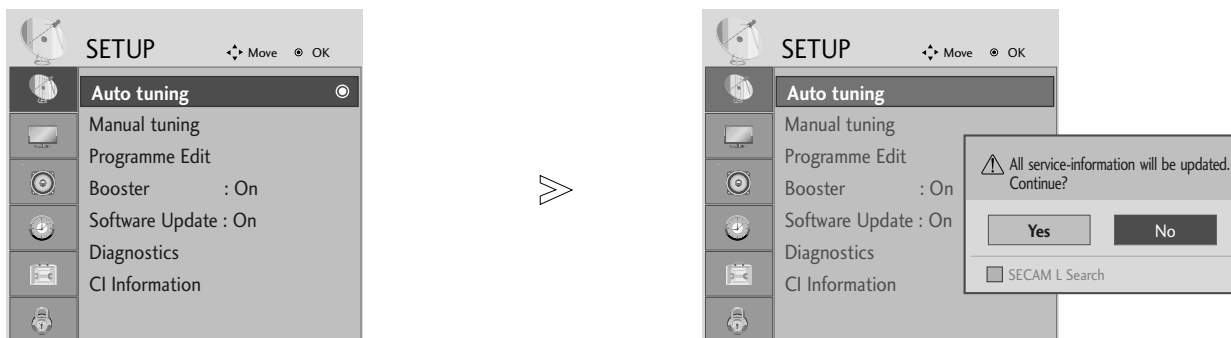 SETUP Move OK
Auto tuning
Manual tuning
Programme Edit
Booster : On
Software Update : On
Diagnostics
CI Information
SETUP Move OK
Auto tuning
Manual tuning
Programme Edit
Booster : On
Software Update : On
Diagnostics
CI Information
All service-information will be updated.
Continue?
Yes No
SECAM L Search